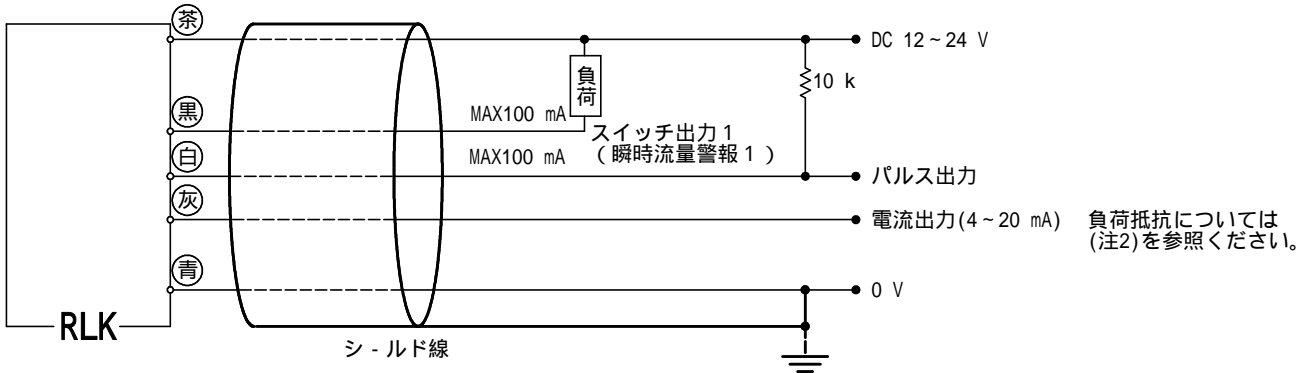 茶
DC 12～24 V
負荷
10 k
黒
MAX100 mA
スイッチ出力1
(瞬時流量警報1)
白
MAX100 mA
パルス出力
灰
電流出力(4～20 mA)
負荷抵抗については
(注2)を参照ください。
青
0 V
RLK
シ-ルド線